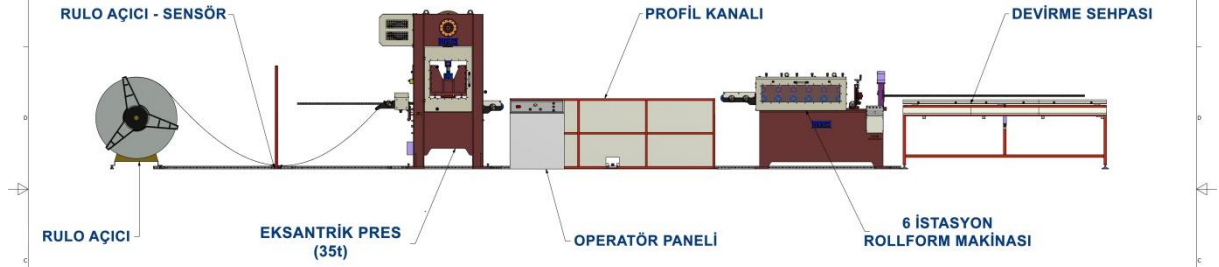 RULO AÇICI - SENSÖR
PROFİL KANALI
DEVİRME SEHPASI
D
D
RULO AÇICI
EKSANTRİK PRES
(35t)
OPERATÖR PANELİ
6 İSTASYON
ROLLFORM MAKİNASI
C
C